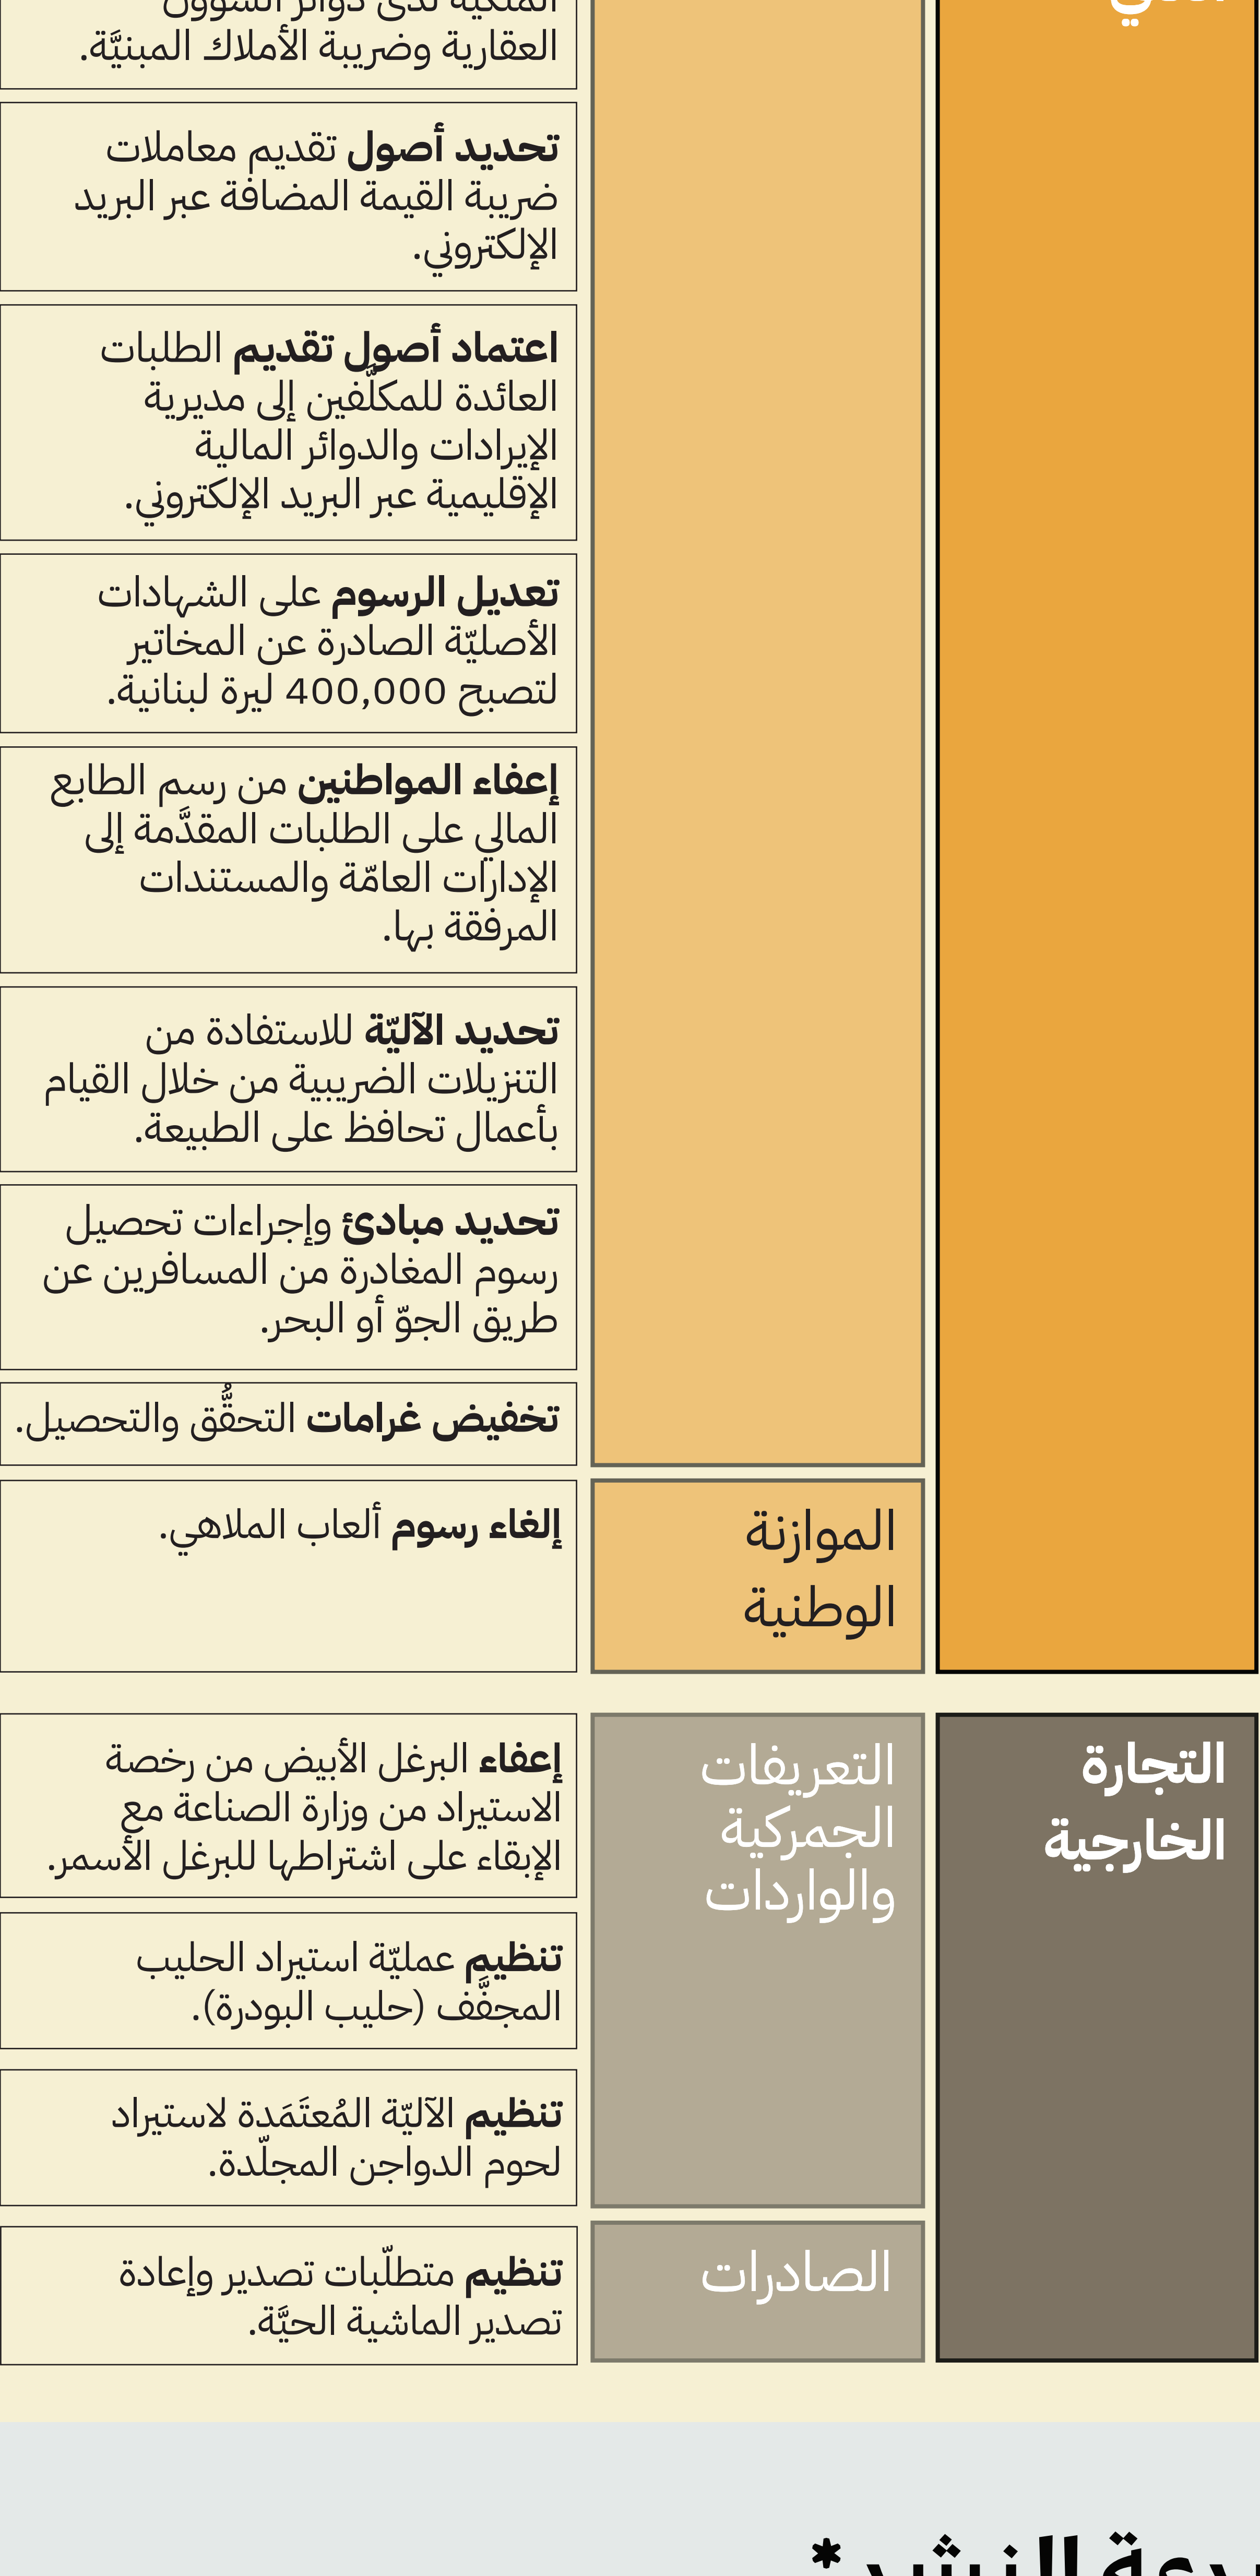 العقارية وضريبة الأملاك المبنيَّة.
تحديد أصول تقديم معاملات
ضريبة القيمة المضافة عبر البريد
الإلكتروني.
اعتماد أصول تقديم الطلبات
العائدة للمكلَّفين إلى مديرية
الإيرادات والدوائر المالية
الإقليمية عبر البريد الإلكتروني.
تعديل الرسوم على الشهادات
الأصليّة الصادرة عن المخاتير
لتصبح 400,000 ليرة لبنانية.
إعفاء المواطنين من رسم الطابع
المالي على الطلبات المقدَّمة إلى
الإدارات العامّة والمستندات
المرفقة بها.
تحديد الآليّة للاستفادة من
التنزيلات الضريبية من خلال القيام
بأعمال تحافظ على الطبيعة.
تحديد مبادئ وإجراءات تحصيل
رسوم المغادرة من المسافرين عن
طريق الجوّ أو البحر.
تخفيض غرامات التحقُّق والتحصيل.
الموازنة
الوطنية
إلغاء رسوم ألعاب الملاهي.
التجارة
الخارجية
التعريفات
الجمركية
والواردات
إعفاء البرغل الأبيض من رخصة
الاستيراد من وزارة الصناعة مع
الإبقاء على اشتراطها للبرغل الأسمر.
تنظيم عمليّة استيراد الحليب
المجفَّف (حليب البودرة).
تنظيم الآليّة المُعتَمَدة لاستيراد
لحوم الدواجن المجلّدة.
الصادرات
تنظيم متطلّبات تصدير وإعادة
تصدير الماشية الحيَّة.